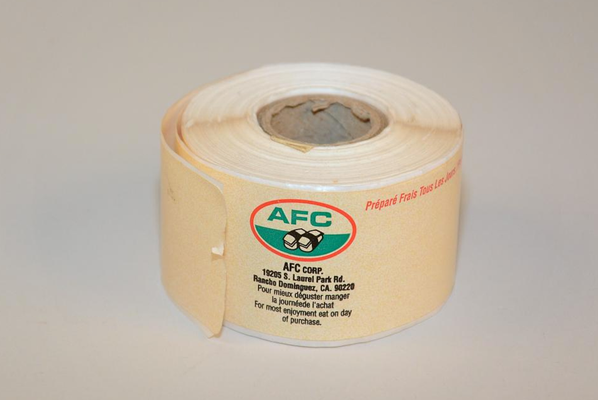 Préparé Frais Tous Les Jours
AFC
AFC CORP.
19205 S. Laurel Park Rd.
Rancho Dominguez, CA. 90220
Pour mieux déguster manger
la journéede l'achat
For most enjoyment eat on day
of purchase.